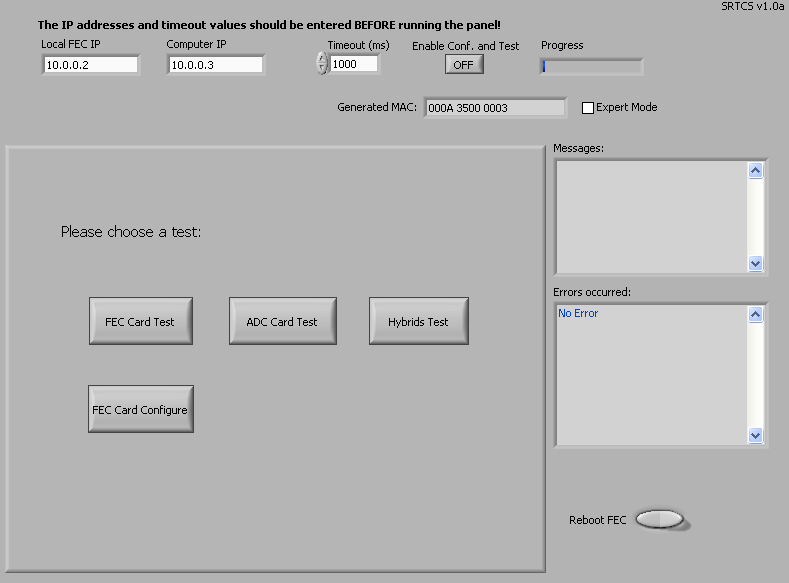 SRTCS v1.0a
The IP addresses and timeout values should be entered BEFORE running the panel!
Local FEC IP
Computer IP
Timeout (ms)
Enable Conf. and Test
Progress
10.0.0.2
10.0.0.3
1000
OFF
Generated MAC:
000A 3500 0003
Expert Mode
Messages:
Please choose a test:
Errors occurred:
No Error
FEC Card Test
ADC Card Test
Hybrids Test
FEC Card Configure
Reboot FEC